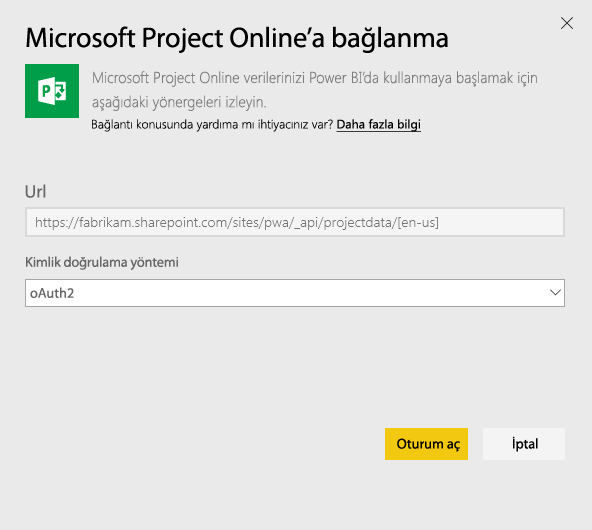 Microsoft Project Online’a bağlanma
Microsoft Project Online verilerinizi Power BI’da kullanmaya başlamak için
aşağıdaki yönergeleri izleyin.
Bağlantı konusunda yardıma mı ihtiyacınız var? Daha fazla bilgi
Url
https://fabrikam.sharepoint.com/sites/pwa/_api/projectdata/[en-us]
Kimlik doğrulama yöntemi
oAuth2
Oturum aç
İptal